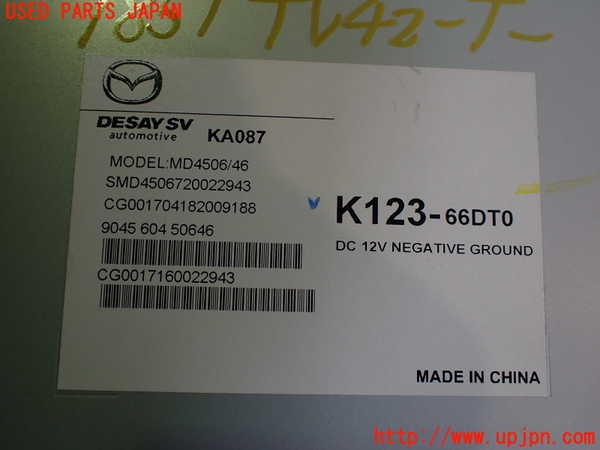 USED PARTS JAPAN
DESAY SV
automotive
KA087
MODEL:MD4506/46
SMD4506720022943
CG001704182009188
9045 604 50646
CG0017160022943
K123-66DT0
DC 12V NEGATIVE GROUND
MADE IN CHINA
http://www.upjpn.com/